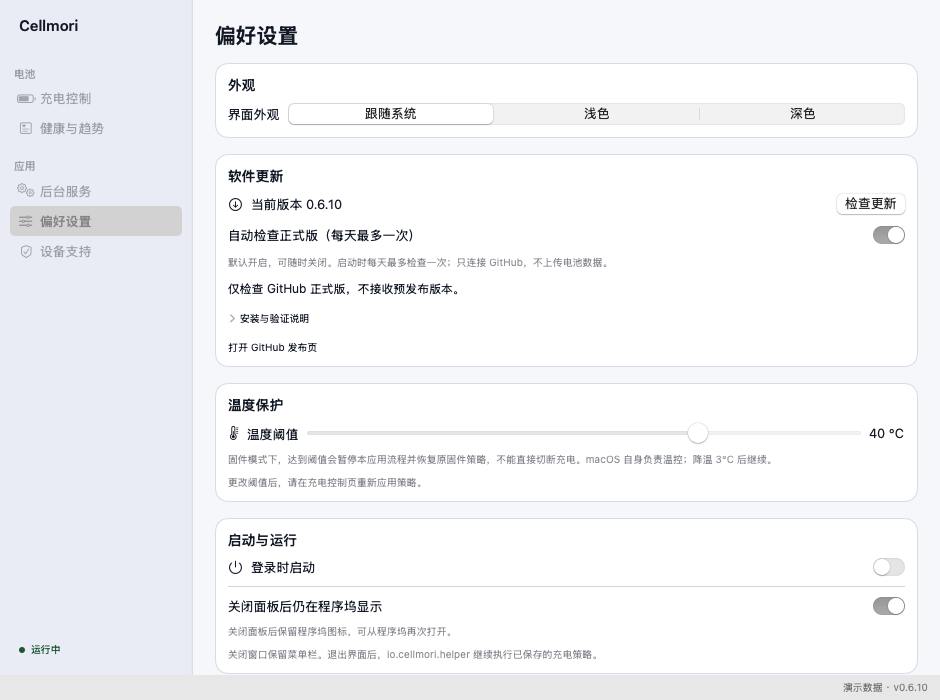 Cellmori
电池
充电控制
健康与趋势
应用
后台服务
偏好设置
设备支持
运行中
偏好设置
外观
界面外观 跟随系统 浅色 深色
软件更新
当前版本 0.6.10 检查更新
自动检查正式版（每天最多一次）
默认开启，可随时关闭。启动时每天最多检查一次；只连接 GitHub，不上传电池数据。
仅检查 GitHub 正式版，不接收预发布版本。
安装与验证说明
打开 GitHub 发布页
温度保护
温度阈值 40 °C
固件模式下，达到阈值会暂停本应用流程并恢复原固件策略，不能直接切断充电。macOS 自身负责温控；降温 3°C 后继续。
更改阈值后，请在充电控制页重新应用策略。
启动与运行
登录时启动
关闭面板后仍在程序坞显示
关闭面板后保留程序坞图标，可从程序坞再次打开。
关闭窗口保留菜单栏。退出界面后，io.cellmori.helper 继续执行已保存的充电策略。
演示数据 · v0.6.10